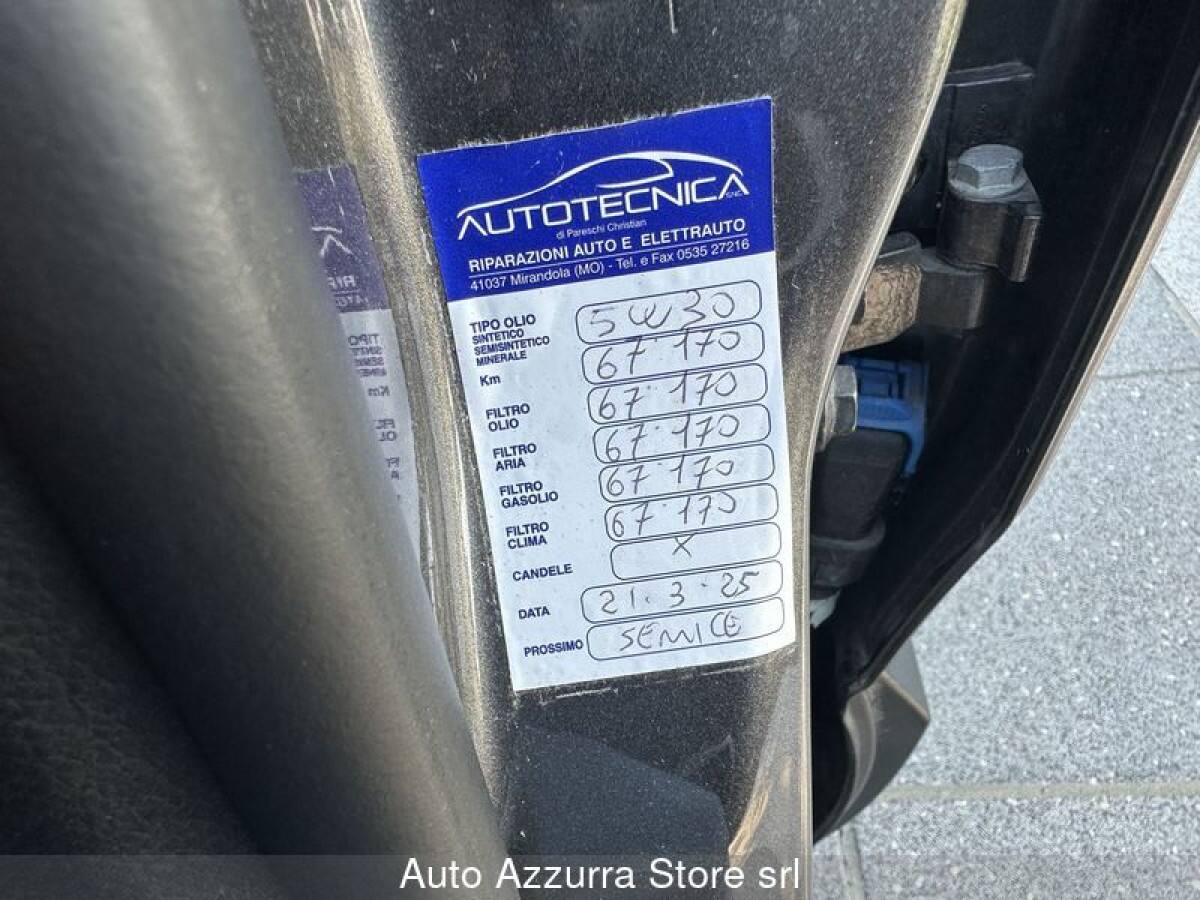 AUTOTECNICA SNC
di Pareschi Christian
RIPARAZIONI AUTO E ELETTRAUTO
41037 Mirandola (MO) - Tel. e Fax 0535 27216
TIPO OLIO 5W30
SINTETICO
SEMISINTETICO
MINERALE
Km 67.170
FILTRO OLIO 67.170
FILTRO ARIA 67.170
FILTRO GASOLIO 67.170
FILTRO CLIMA 67.170
CANDELE X
DATA 21.3.25
PROSSIMO SERVICE
Auto Azzurra Store srl